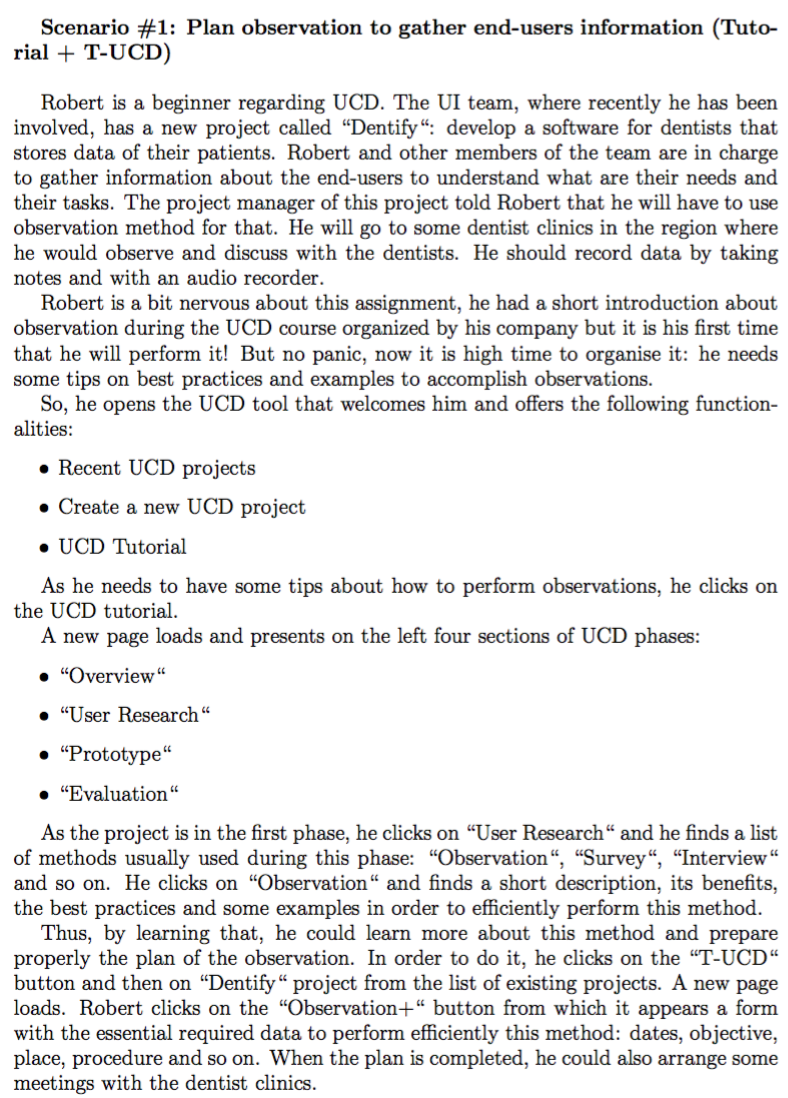 Scenario #1: Plan observation to gather end-users information (Tuto-
rial + T-UCD)
Robert is a beginner regarding UCD. The UI team, where recently he has been
involved, has a new project called “Dentify“: develop a software for dentists that
stores data of their patients. Robert and other members of the team are in charge
to gather information about the end-users to understand what are their needs and
their tasks. The project manager of this project told Robert that he will have to use
observation method for that. He will go to some dentist clinics in the region where
he would observe and discuss with the dentists. He should record data by taking
notes and with an audio recorder.
Robert is a bit nervous about this assignment, he had a short introduction about
observation during the UCD course organized by his company but it is his first time
that he will perform it! But no panic, now it is high time to organise it: he needs
some tips on best practices and examples to accomplish observations.
So, he opens the UCD tool that welcomes him and offers the following function-
alities:
• Recent UCD projects
• Create a new UCD project
• UCD Tutorial
As he needs to have some tips about how to perform observations, he clicks on
the UCD tutorial.
A new page loads and presents on the left four sections of UCD phases:
• “Overview“
• “User Research“
• “Prototype“
• “Evaluation“
As the project is in the first phase, he clicks on “User Research“ and he finds a list
of methods usually used during this phase: “Observation“, “Survey“, “Interview“
and so on. He clicks on “Observation“ and finds a short description, its benefits,
the best practices and some examples in order to efficiently perform this method.
Thus, by learning that, he could learn more about this method and prepare
properly the plan of the observation. In order to do it, he clicks on the “T-UCD“
button and then on “Dentify“ project from the list of existing projects. A new page
loads. Robert clicks on the “Observation+“ button from which it appears a form
with the essential required data to perform efficiently this method: dates, objective,
place, procedure and so on. When the plan is completed, he could also arrange some
meetings with the dentist clinics.